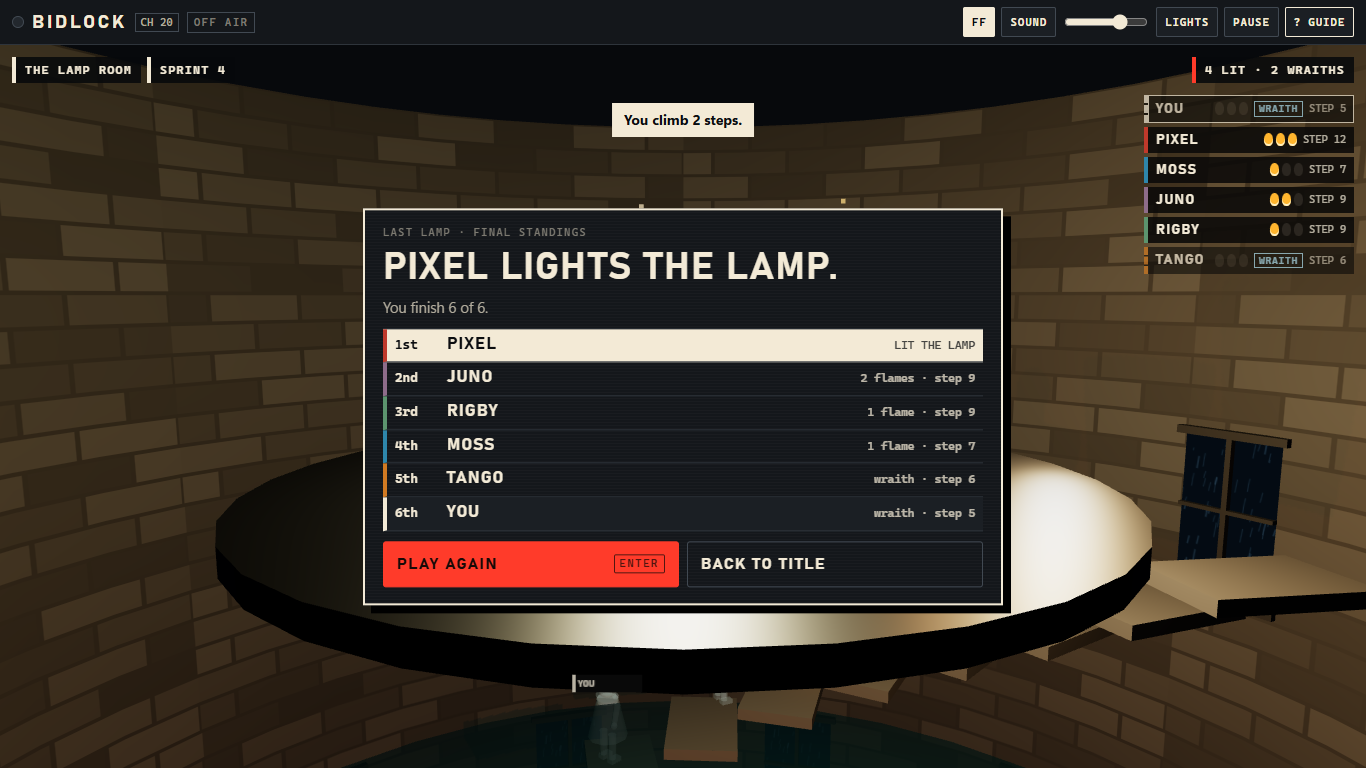 BIDLOCK CH 20 OFF AIR FF SOUND LIGHTS PAUSE ? GUIDE
THE LAMP ROOM SPRINT 4 4 LIT · 2 WRAITHS
You climb 2 steps.
YOU WRAITH STEP 5
PIXEL STEP 12
MOSS STEP 7
JUNO STEP 9
RIGBY STEP 9
TANGO WRAITH STEP 6
LAST LAMP · FINAL STANDINGS
PIXEL LIGHTS THE LAMP.
You finish 6 of 6.
1st PIXEL LIT THE LAMP
2nd JUNO 2 flames · step 9
3rd RIGBY 1 flame · step 9
4th MOSS 1 flame · step 7
5th TANGO wraith · step 6
6th YOU wraith · step 5
PLAY AGAIN ENTER BACK TO TITLE
YOU